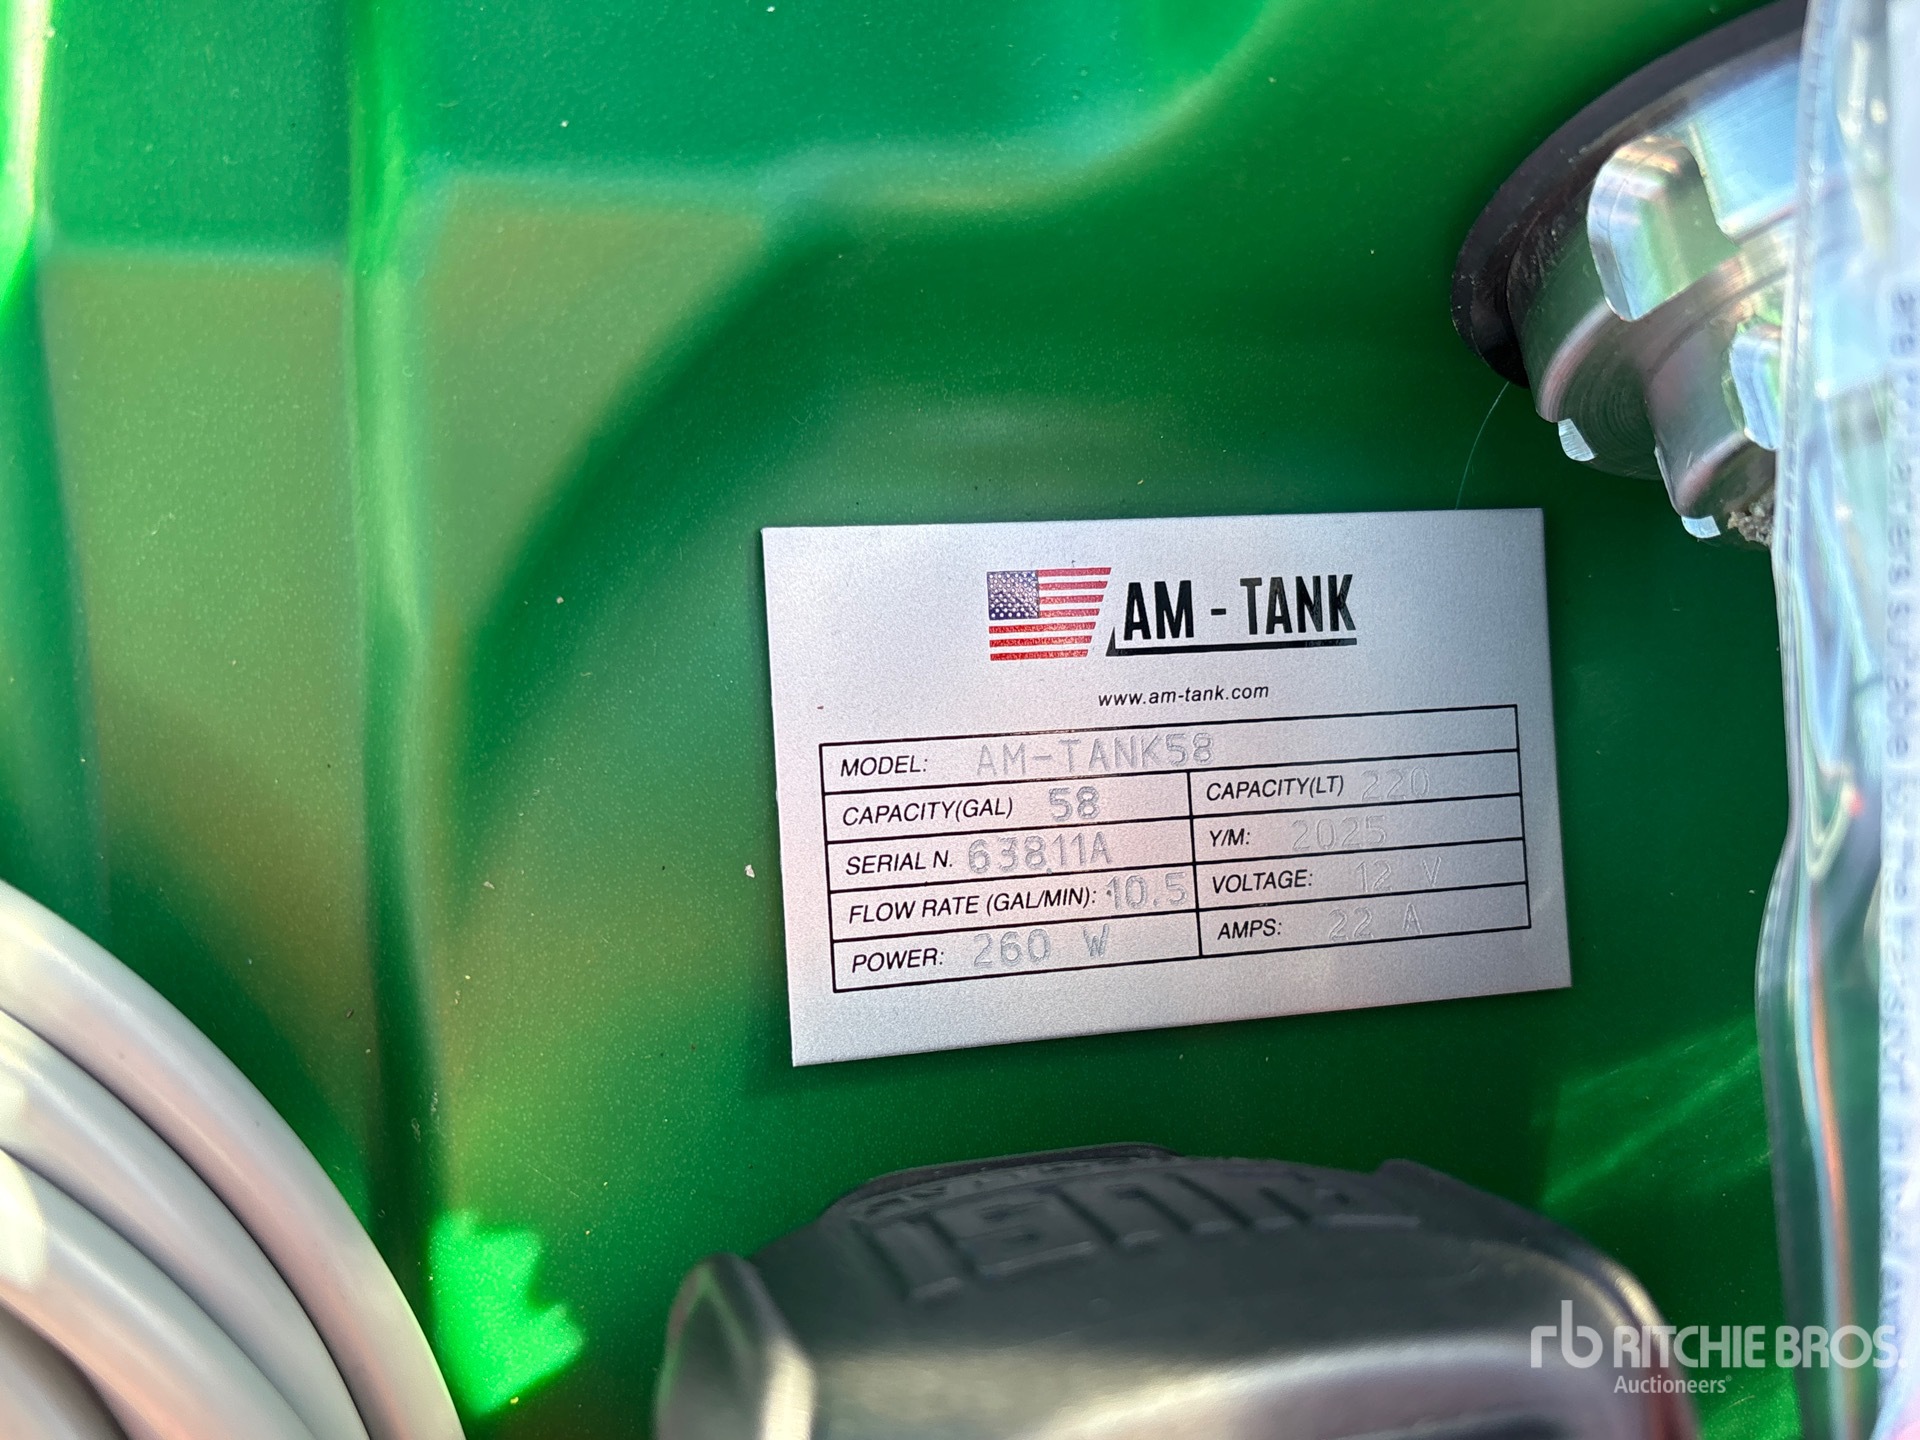 AM - TANK
www.am-tank.com
MODEL: AM-TANK58
CAPACITY(GAL) 58 CAPACITY(LT) 220
SERIAL N. 63811A Y/M: 2025
FLOW RATE (GAL/MIN): 10.5 VOLTAGE: 12 V
POWER: 260 W AMPS: 22 A
rb RITCHIE BROS.
Auctioneers